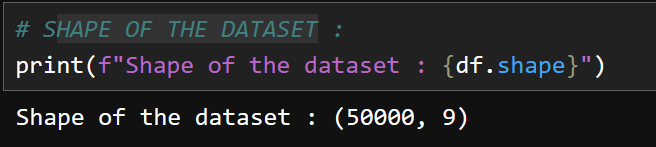 # SHAPE OF THE DATASET :
print(f"Shape of the dataset : {df.shape}")
Shape of the dataset : (50000, 9)